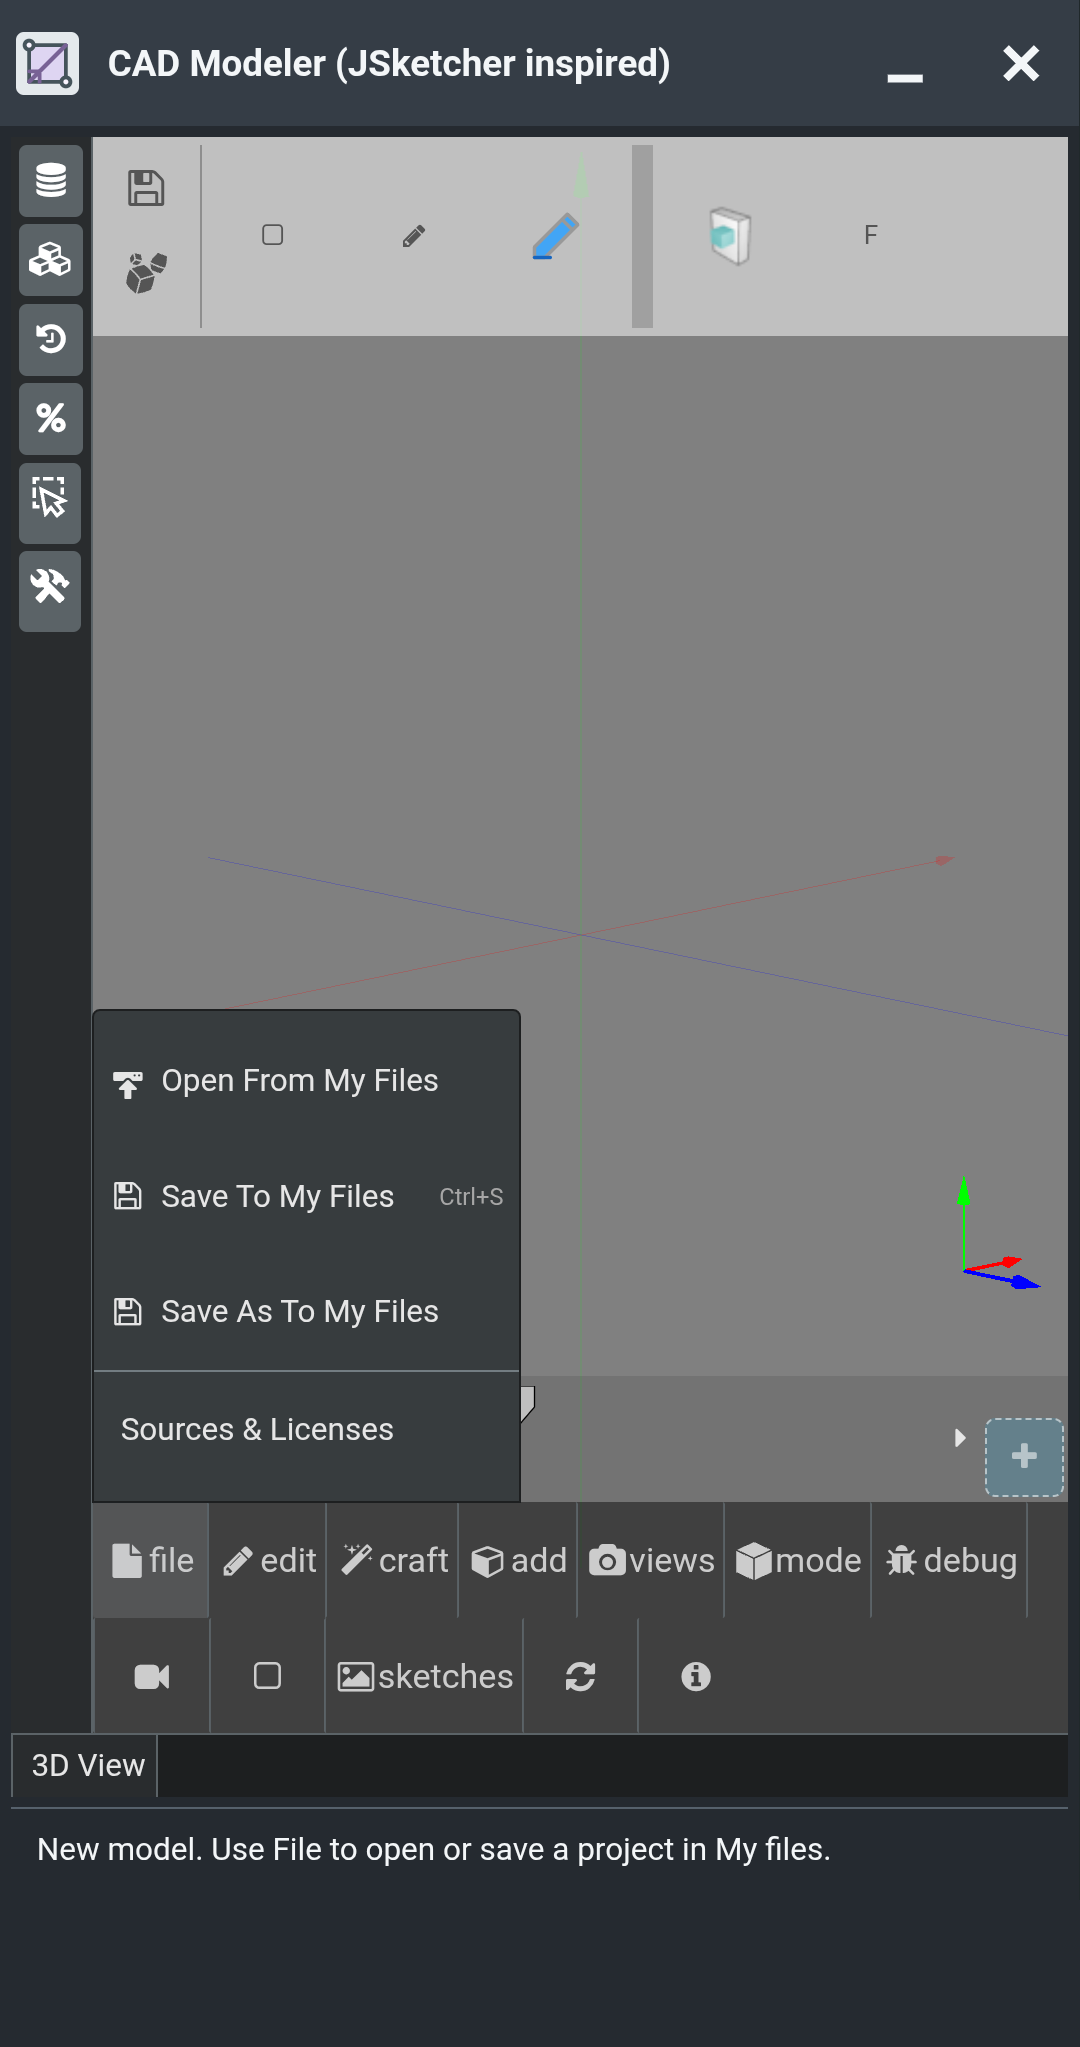 CAD Modeler (JSketcher inspired)
F
Open From My Files
Save To My Files Ctrl+S
Save As To My Files
Sources & Licenses
file edit craft add views mode debug
sketches
3D View
New model. Use File to open or save a project in My files.